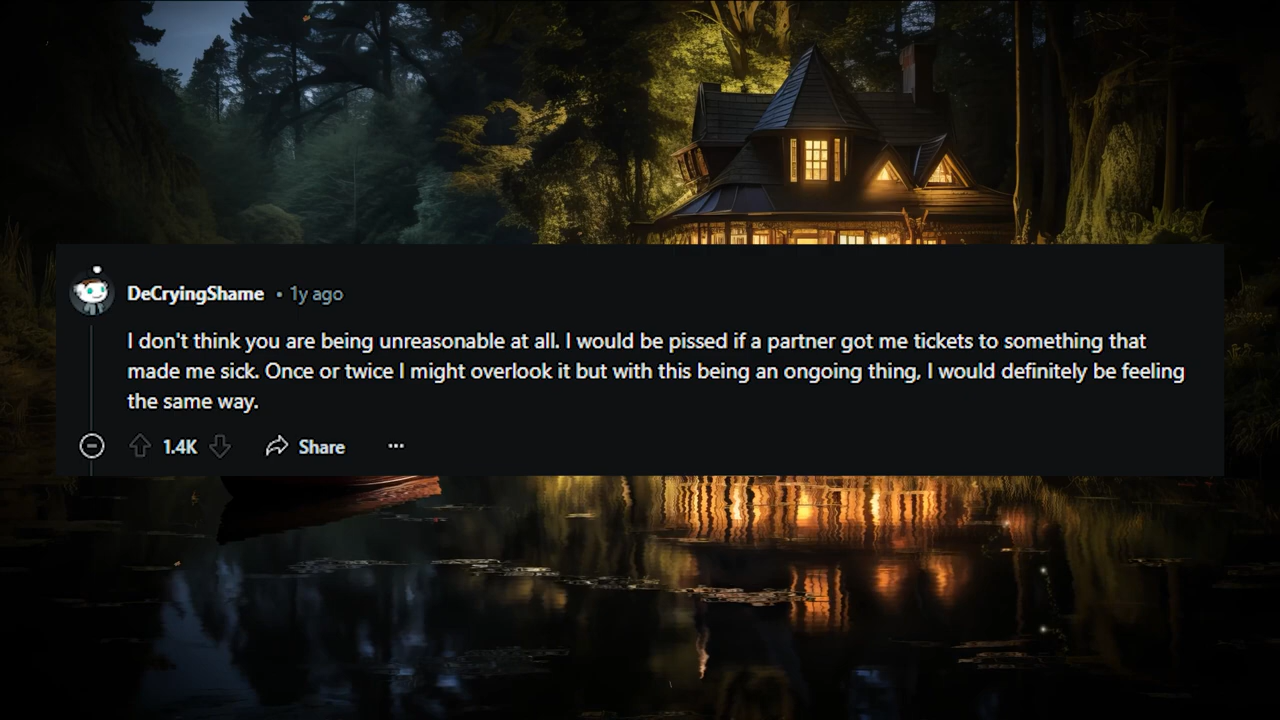 DeCryingShame • 1y ago
I don't think you are being unreasonable at all. I would be pissed if a partner got me tickets to something that
made me sick. Once or twice I might overlook it but with this being an ongoing thing, I would definitely be feeling
the same way.
1.4K Share ...